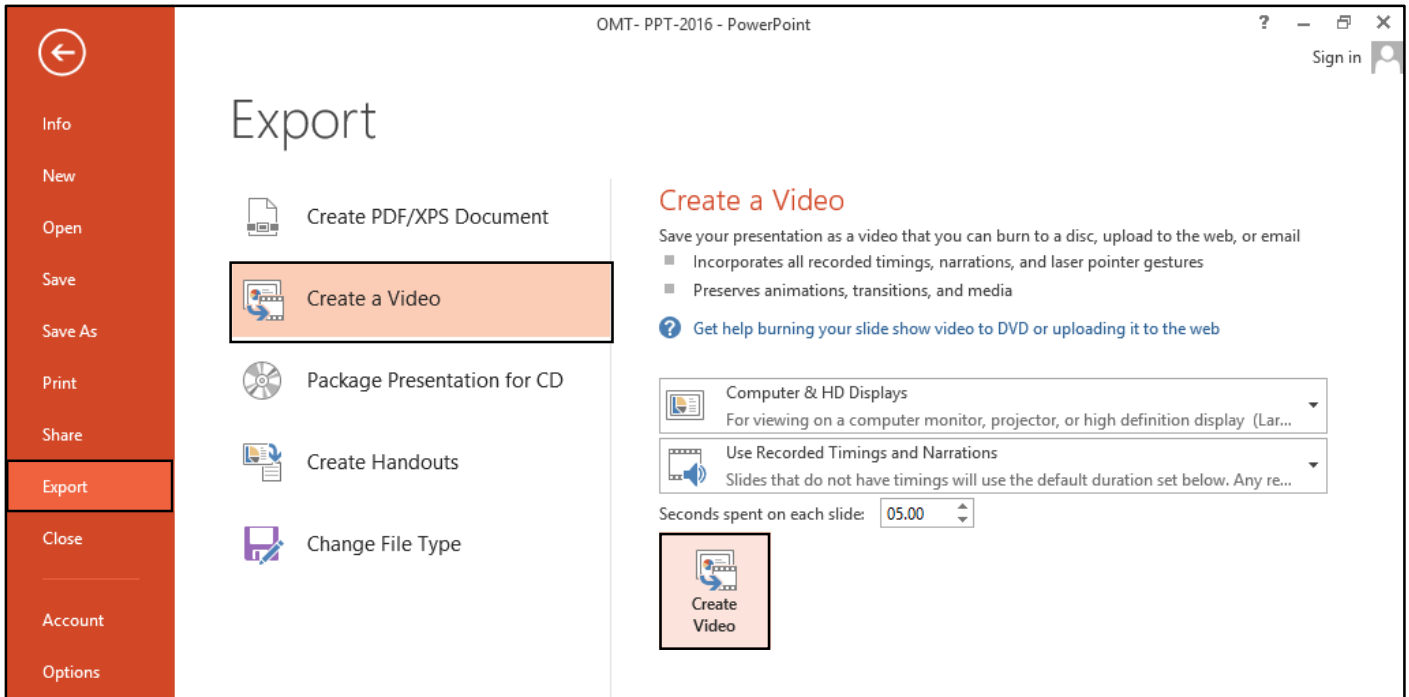 OMT- PPT-2016 - PowerPoint
?
Sign in
Info
New
Open
Save
Save As
Print
Share
Export
Close
Account
Options
Export
Create PDF/XPS Document
Create a Video
Package Presentation for CD
Create Handouts
Change File Type
Create a Video
Save your presentation as a video that you can burn to a disc, upload to the web, or email
Incorporates all recorded timings, narrations, and laser pointer gestures
Preserves animations, transitions, and media
? Get help burning your slide show video to DVD or uploading it to the web
Computer & HD Displays
For viewing on a computer monitor, projector, or high definition display (Lar...
Use Recorded Timings and Narrations
Slides that do not have timings will use the default duration set below. Any re...
Seconds spent on each slide: 05.00
Create
Video